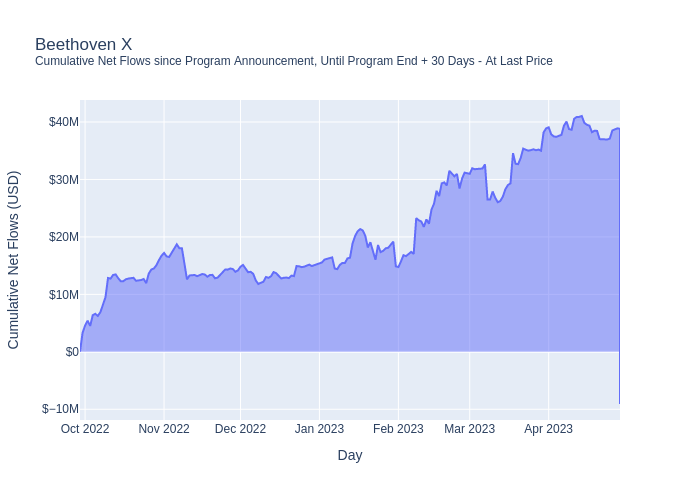 Beethoven X
Cumulative Net Flows since Program Announcement, Until Program End + 30 Days - At Last Price
Cumulative Net Flows (USD)
$40M
$30M
$20M
$10M
$0
$−10M
Oct 2022
Nov 2022
Dec 2022
Jan 2023
Feb 2023
Mar 2023
Apr 2023
Day